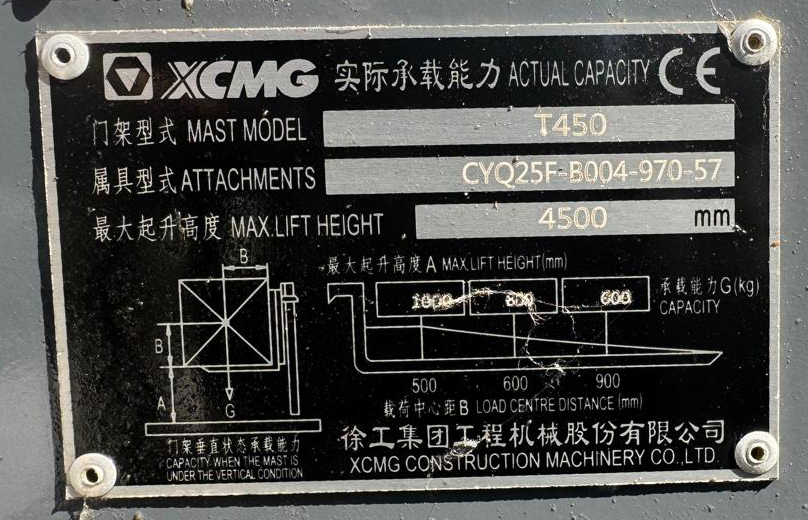 XCMG 实际承载能力 ACTUAL CAPACITY CE
门架型式 MAST MODEL T450
属具型式 ATTACHMENTS CYQ25F-B004-970-57
最大起升高度 MAX.LIFT HEIGHT 4500 mm
最大起升高度 A MAX.LIFT HEIGHT(mm)
B
1000 800 600 承载能力G(kg)
CAPACITY
B
A
G
500 600 900
载荷中心距B LOAD CENTRE DISTANCE (mm)
门架垂直状态承载能力
CAPACITY WHEN THE MAST IS
UNDER THE VERTICAL CONDITION
徐工集团工程机械股份有限公司
XCMG CONSTRUCTION MACHINERY CO.,LTD.